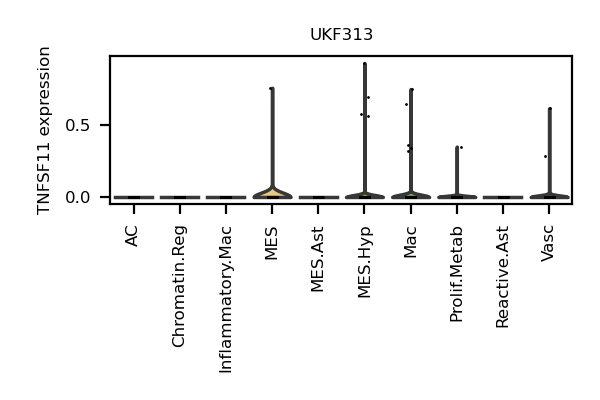 UKF313
TNFSF11 expression
0.5
0.0
AC
Chromatin.Reg
Inflammatory.Mac
MES
MES.Ast
MES.Hyp
Mac
Prolif.Metab
Reactive.Ast
Vasc